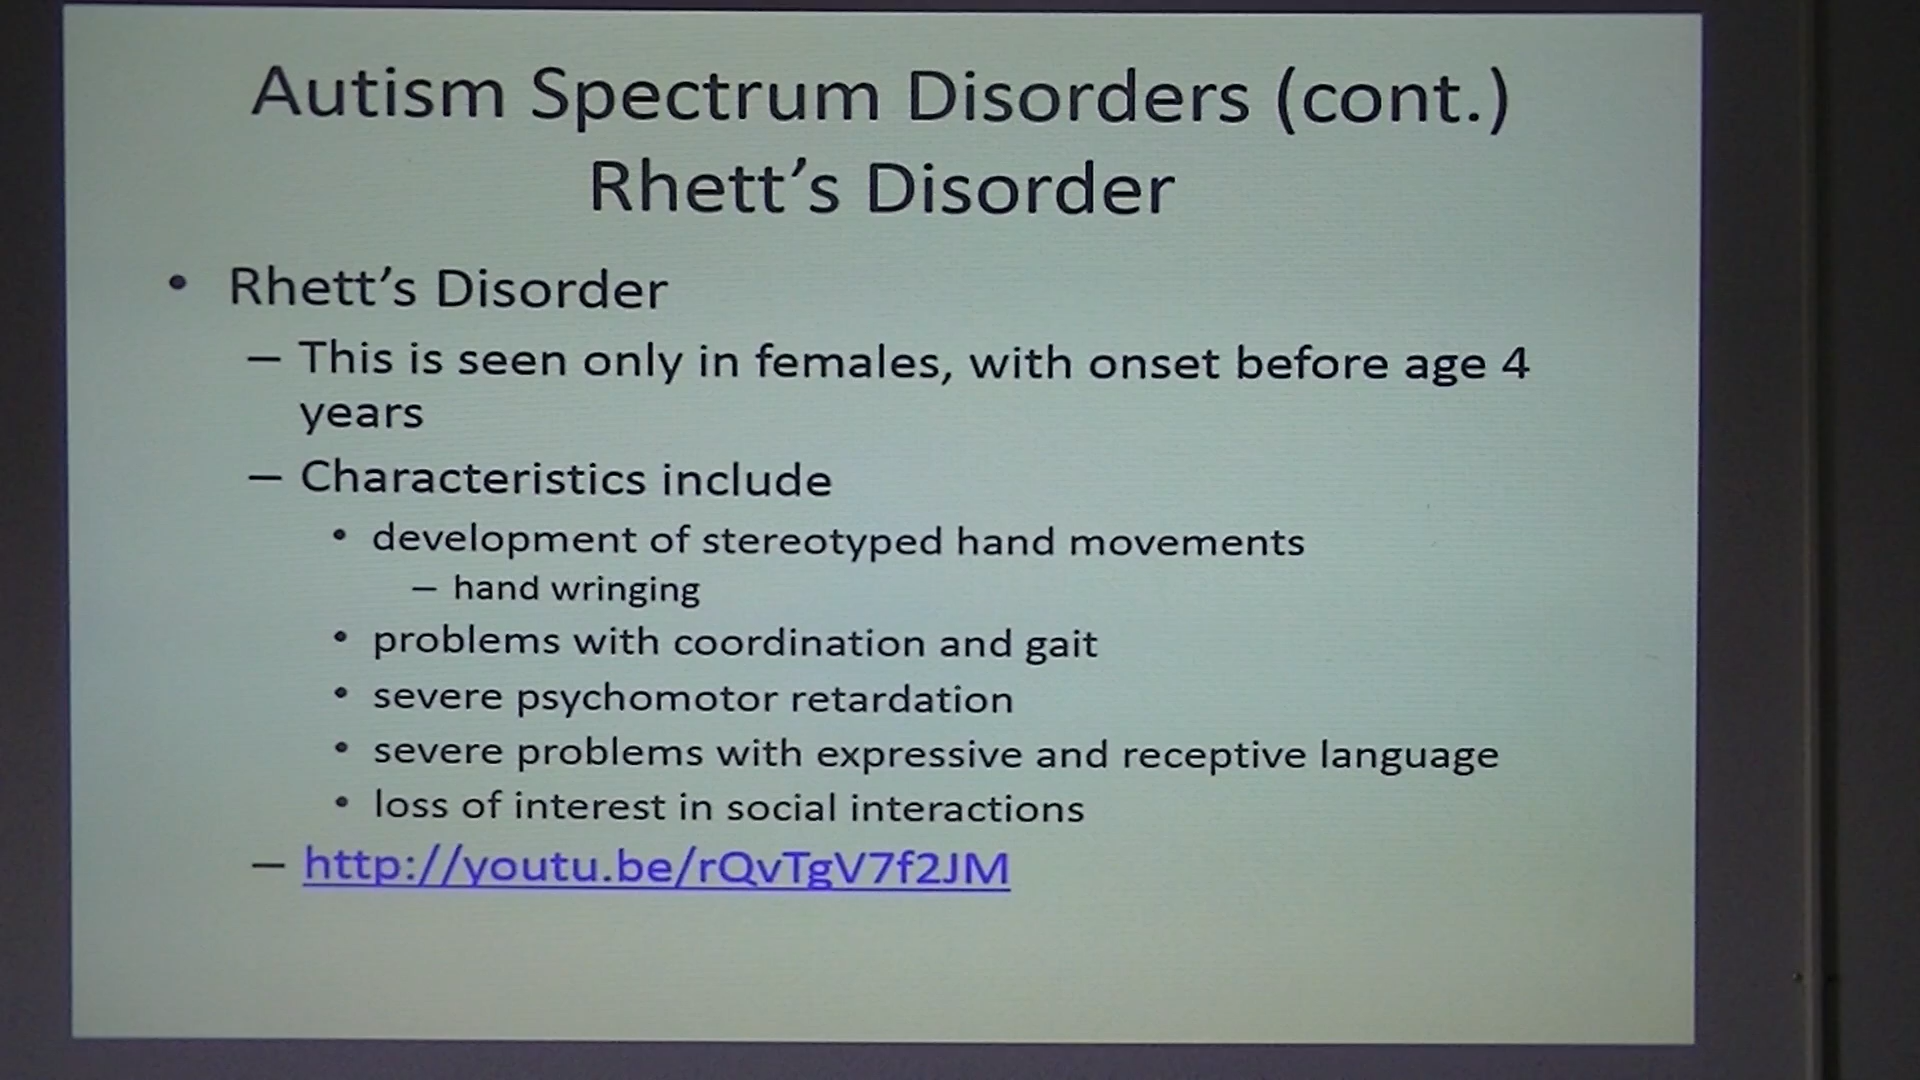 Autism Spectrum Disorders (cont.)
Rhett's Disorder
• Rhett's Disorder
– This is seen only in females, with onset before age 4
years
– Characteristics include
• development of stereotyped hand movements
– hand wringing
• problems with coordination and gait
• severe psychomotor retardation
• severe problems with expressive and receptive language
• loss of interest in social interactions
– http://youtu.be/rQvTgV7f2JM